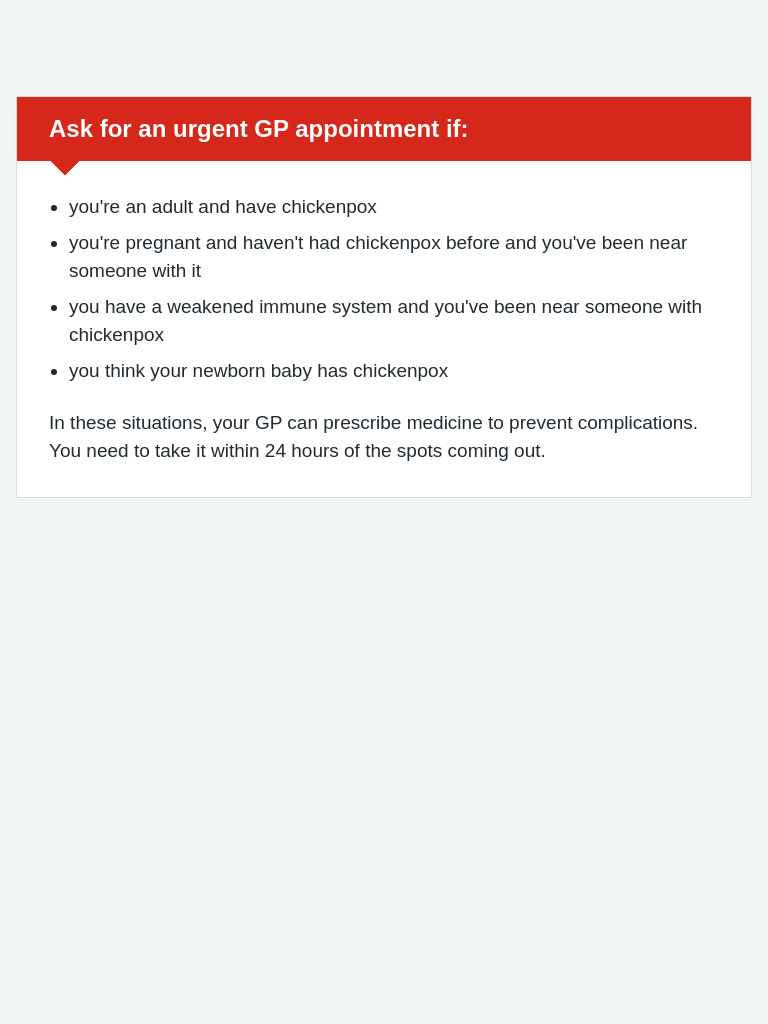 Ask for an urgent GP appointment if:
you're an adult and have chickenpox
you're pregnant and haven't had chickenpox before and you've been near
someone with it
you have a weakened immune system and you've been near someone with
chickenpox
you think your newborn baby has chickenpox
In these situations, your GP can prescribe medicine to prevent complications.
You need to take it within 24 hours of the spots coming out.